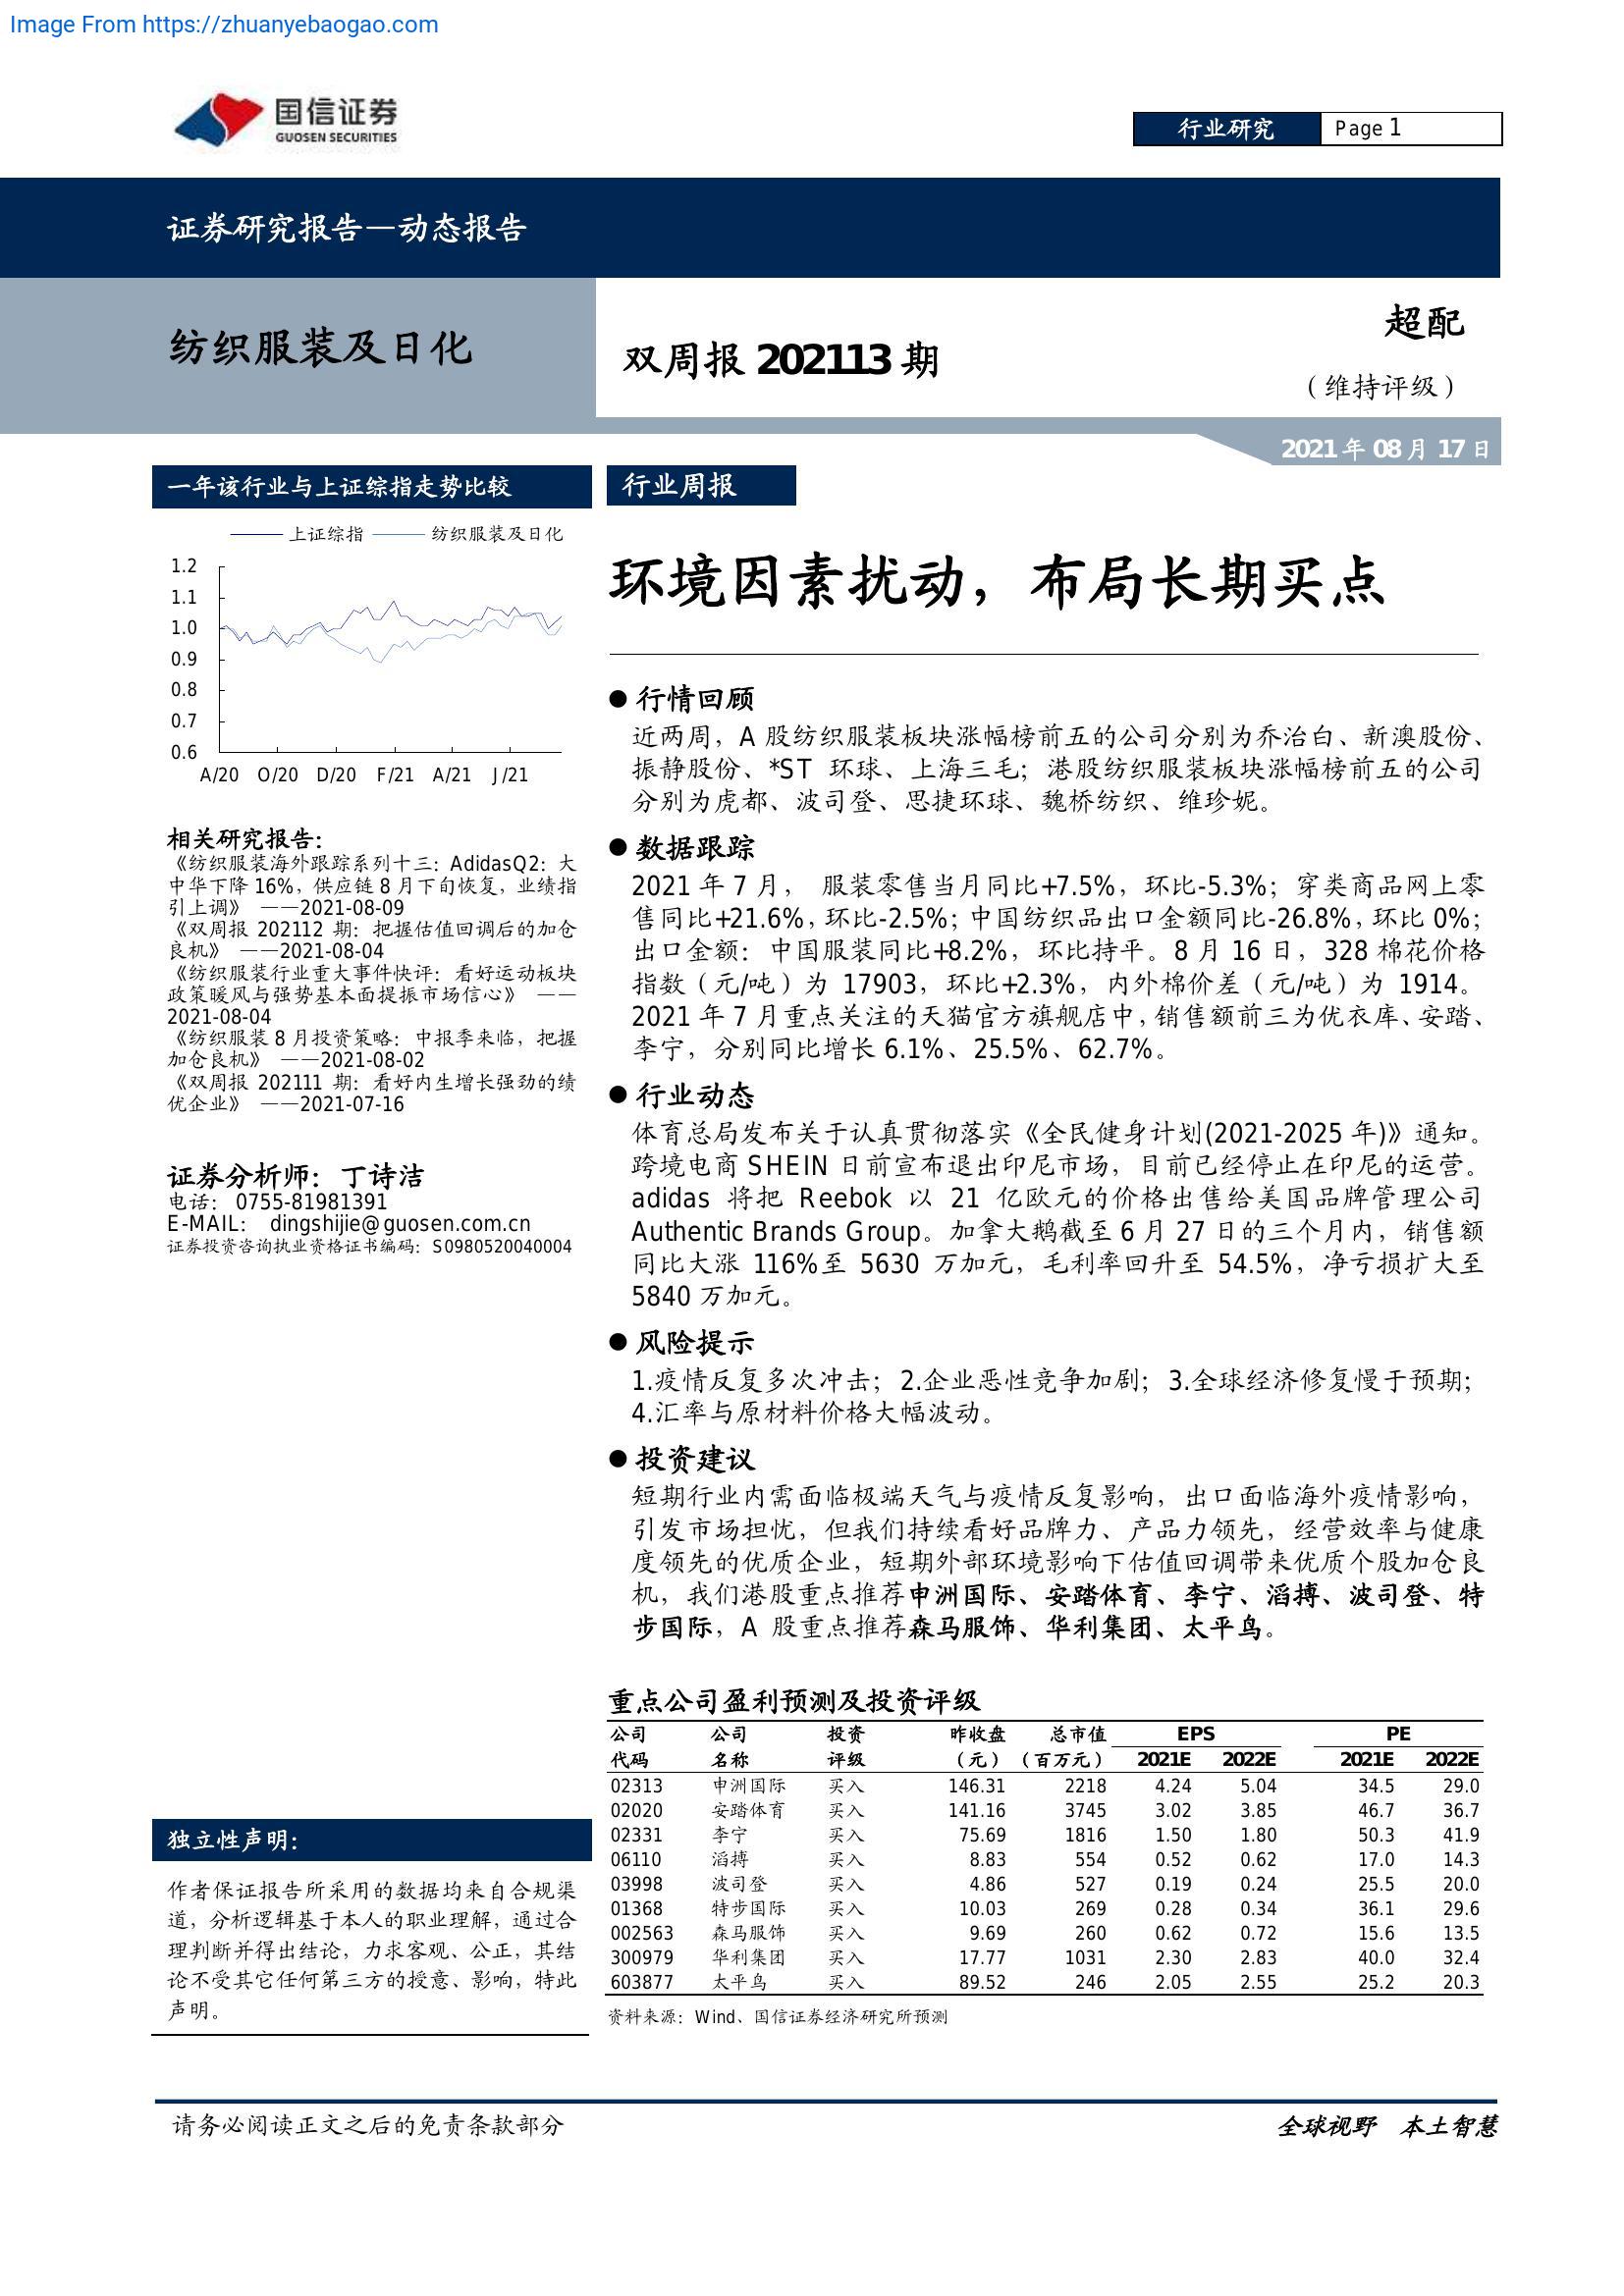 Image From https://zhuanyebaogao.com
国信证券
GUOSEN SECURITIES
行业研究
Page 1
证券研究报告—动态报告
纺织服装及日化
双周报 202113 期
超配
（维持评级）
2021 年 08 月 17 日
一年该行业与上证综指走势比较
上证综指 纺织服装及日化
1.2
1.1
1.0
0.9
0.8
0.7
0.6
A/20 O/20 D/20 F/21 A/21 J/21
相关研究报告：
《纺织服装海外跟踪系列十三：AdidasQ2：大
中华下降 16%，供应链 8 月下旬恢复，业绩指
引上调》 ——2021-08-09
《双周报 202112 期：把握估值回调后的加仓
良机》 ——2021-08-04
《纺织服装行业重大事件快评：看好运动板块
政策暖风与强势基本面提振市场信心》 ——
2021-08-04
《纺织服装 8 月投资策略：中报季来临，把握
加仓良机》 ——2021-08-02
《双周报 202111 期：看好内生增长强劲的绩
优企业》 ——2021-07-16
证券分析师：丁诗洁
电话： 0755-81981391
E-MAIL： dingshijie@guosen.com.cn
证券投资咨询执业资格证书编码：S0980520040004
独立性声明：
作者保证报告所采用的数据均来自合规渠
道，分析逻辑基于本人的职业理解，通过合
理判断并得出结论，力求客观、公正，其结
论不受其它任何第三方的授意、影响，特此
声明。
行业周报
环境因素扰动，布局长期买点
● 行情回顾
近两周，A 股纺织服装板块涨幅榜前五的公司分别为乔治白、新澳股份、
振静股份、*ST 环球、上海三毛；港股纺织服装板块涨幅榜前五的公司
分别为虎都、波司登、思捷环球、魏桥纺织、维珍妮。
● 数据跟踪
2021 年 7 月， 服装零售当月同比+7.5%，环比-5.3%；穿类商品网上零
售同比+21.6%，环比-2.5%；中国纺织品出口金额同比-26.8%，环比 0%；
出口金额：中国服装同比+8.2%，环比持平。8 月 16 日，328 棉花价格
指数（元/吨）为 17903，环比+2.3%，内外棉价差（元/吨）为 1914。
2021 年 7 月重点关注的天猫官方旗舰店中，销售额前三为优衣库、安踏、
李宁，分别同比增长 6.1%、25.5%、62.7%。
● 行业动态
体育总局发布关于认真贯彻落实《全民健身计划(2021-2025 年)》通知。
跨境电商 SHEIN 日前宣布退出印尼市场，目前已经停止在印尼的运营。
adidas 将把 Reebok 以 21 亿欧元的价格出售给美国品牌管理公司
Authentic Brands Group。加拿大鹅截至 6 月 27 日的三个月内，销售额
同比大涨 116%至 5630 万加元，毛利率回升至 54.5%，净亏损扩大至
5840 万加元。
● 风险提示
1.疫情反复多次冲击；2.企业恶性竞争加剧；3.全球经济修复慢于预期；
4.汇率与原材料价格大幅波动。
● 投资建议
短期行业内需面临极端天气与疫情反复影响，出口面临海外疫情影响，
引发市场担忧，但我们持续看好品牌力、产品力领先，经营效率与健康
度领先的优质企业，短期外部环境影响下估值回调带来优质个股加仓良
机，我们港股重点推荐申洲国际、安踏体育、李宁、滔搏、波司登、特
步国际，A 股重点推荐森马服饰、华利集团、太平鸟。
重点公司盈利预测及投资评级
公司 公司 投资 昨收盘 总市值 EPS PE
代码 名称 评级 （元） （百万元） 2021E 2022E 2021E 2022E
02313 申洲国际 买入 146.31 2218 4.24 5.04 34.5 29.0
02020 安踏体育 买入 141.16 3745 3.02 3.85 46.7 36.7
02331 李宁 买入 75.69 1816 1.50 1.80 50.3 41.9
06110 滔搏 买入 8.83 554 0.52 0.62 17.0 14.3
03998 波司登 买入 4.86 527 0.19 0.24 25.5 20.0
01368 特步国际 买入 10.03 269 0.28 0.34 36.1 29.6
002563 森马服饰 买入 9.69 260 0.62 0.72 15.6 13.5
300979 华利集团 买入 17.77 1031 2.30 2.83 40.0 32.4
603877 太平鸟 买入 89.52 246 2.05 2.55 25.2 20.3
资料来源：Wind、国信证券经济研究所预测
请务必阅读正文之后的免责条款部分
全球视野 本土智慧